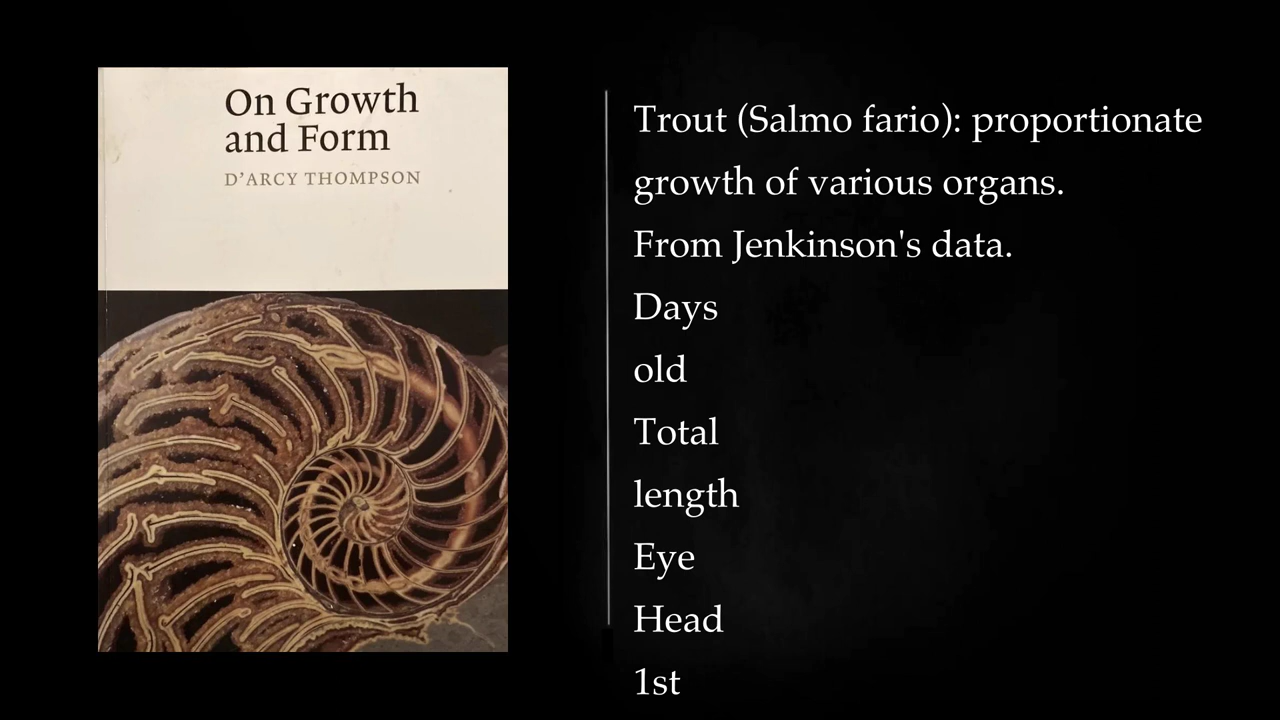 On Growth
and Form
D'ARCY THOMPSON
Trout (Salmo fario): proportionate
growth of various organs.
From Jenkinson's data.
Days
old
Total
length
Eye
Head
1st